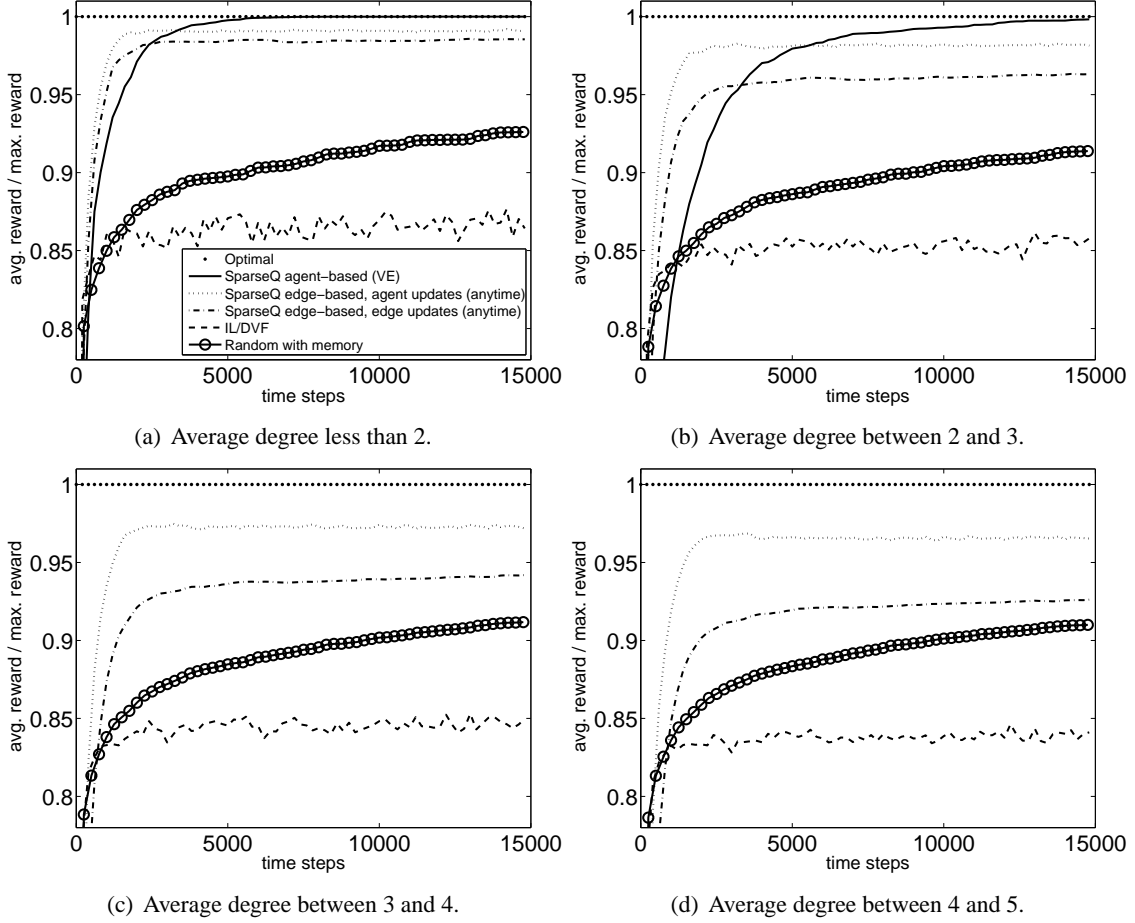 1
0.95
0.9
0.85
0.8
avg. reward / max. reward
0 5000 10000 15000
time steps
Optimal
SparseQ agent−based (VE)
SparseQ edge−based, agent updates (anytime)
SparseQ edge−based, edge updates (anytime)
IL/DVF
Random with memory
(a) Average degree less than 2.
1
0.95
0.9
0.85
0.8
avg. reward / max. reward
0 5000 10000 15000
time steps
(b) Average degree between 2 and 3.
1
0.95
0.9
0.85
0.8
avg. reward / max. reward
0 5000 10000 15000
time steps
(c) Average degree between 3 and 4.
1
0.95
0.9
0.85
0.8
avg. reward / max. reward
0 5000 10000 15000
time steps
(d) Average degree between 4 and 5.